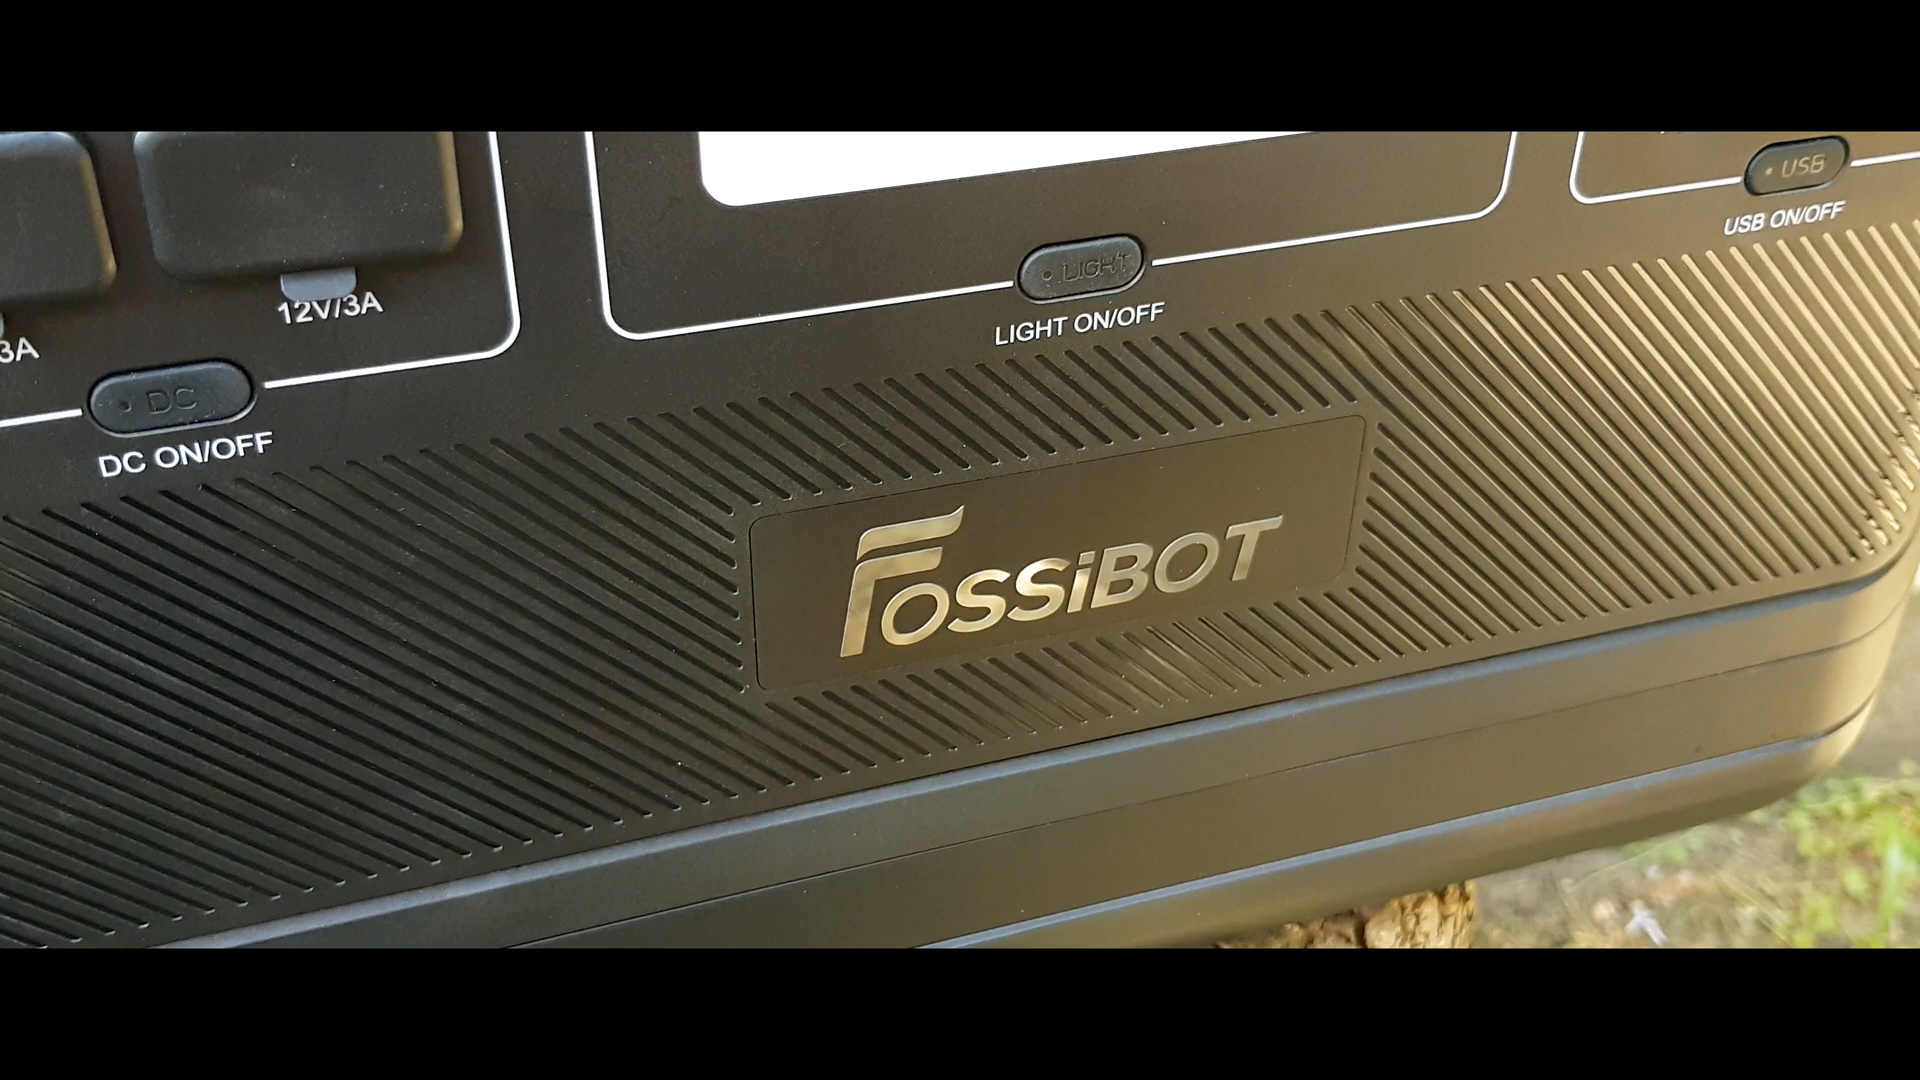 USB
USB ON/OFF
LIGHT
LIGHT ON/OFF
12V/3A
3A
DC
DC ON/OFF
FOSSiBOT